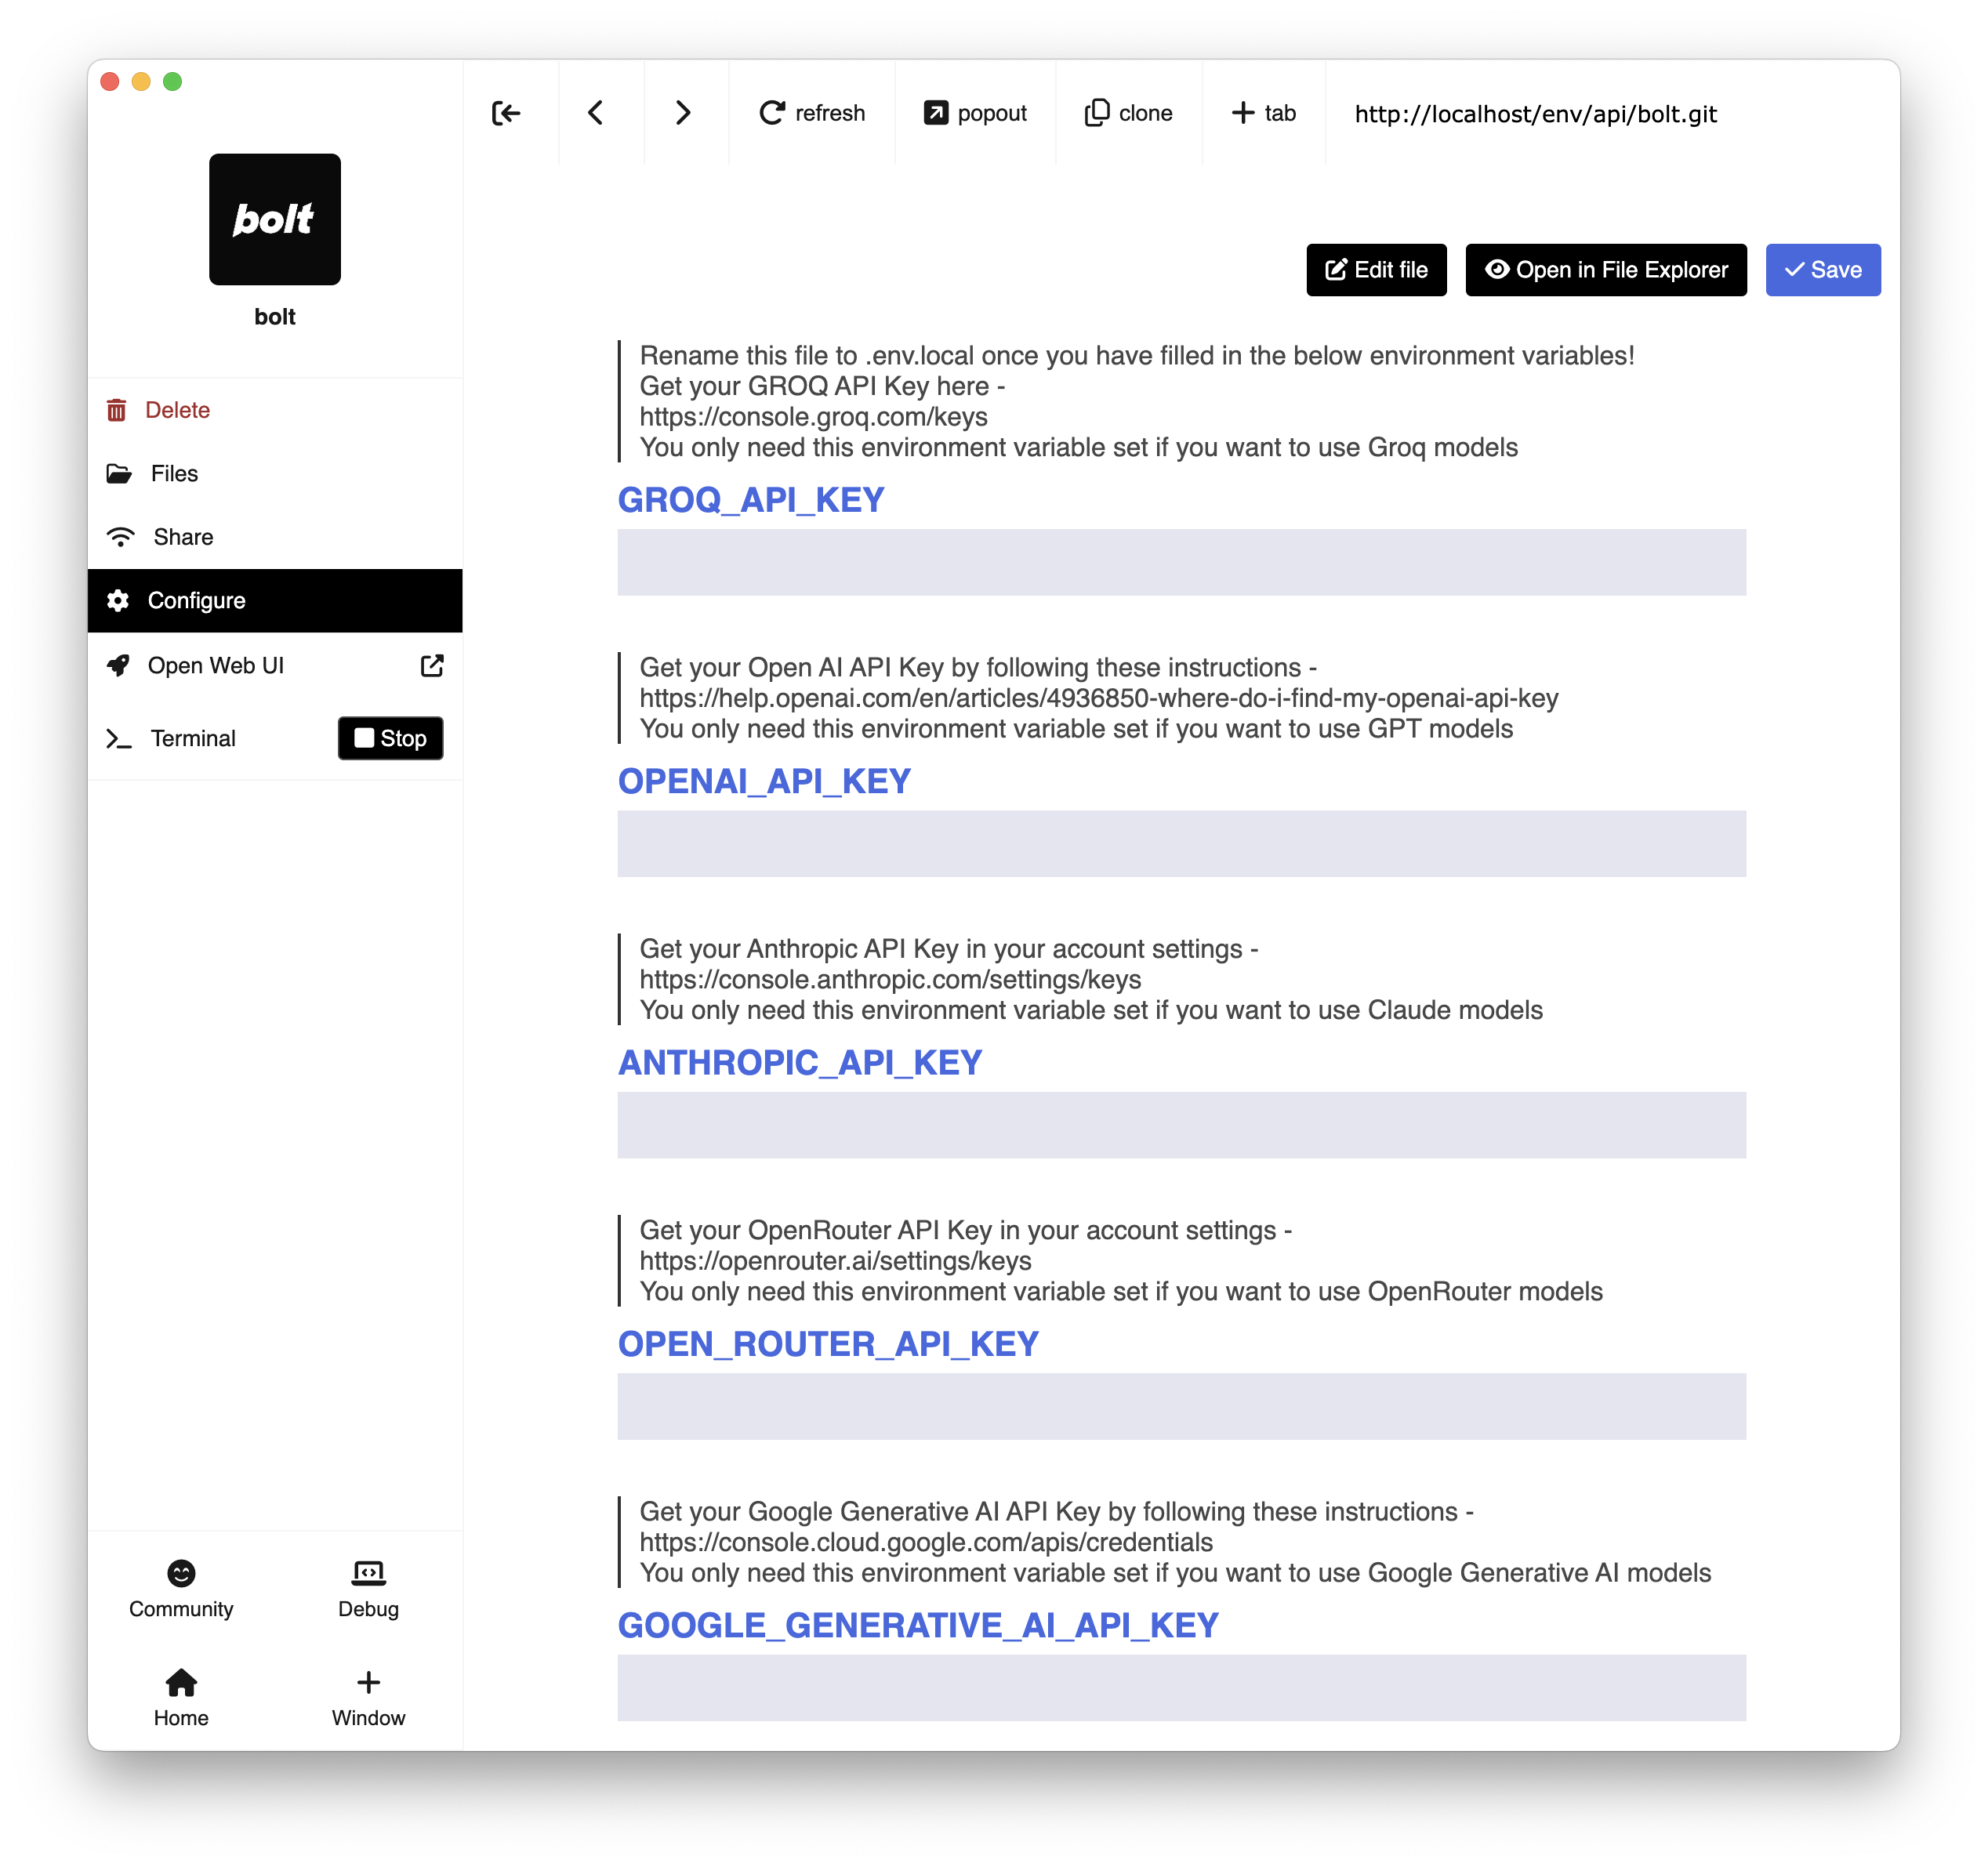 refresh
popout
clone
tab
http://localhost/env/api/bolt.git
bolt
bolt
Delete
Files
Share
Configure
Open Web UI
Terminal
Stop
Community
Debug
Home
Window
Edit file
Open in File Explorer
Save
Rename this file to .env.local once you have filled in the below environment variables!
Get your GROQ API Key here -
https://console.groq.com/keys
You only need this environment variable set if you want to use Groq models
GROQ_API_KEY
Get your Open AI API Key by following these instructions -
https://help.openai.com/en/articles/4936850-where-do-i-find-my-openai-api-key
You only need this environment variable set if you want to use GPT models
OPENAI_API_KEY
Get your Anthropic API Key in your account settings -
https://console.anthropic.com/settings/keys
You only need this environment variable set if you want to use Claude models
ANTHROPIC_API_KEY
Get your OpenRouter API Key in your account settings -
https://openrouter.ai/settings/keys
You only need this environment variable set if you want to use OpenRouter models
OPEN_ROUTER_API_KEY
Get your Google Generative AI API Key by following these instructions -
https://console.cloud.google.com/apis/credentials
You only need this environment variable set if you want to use Google Generative AI models
GOOGLE_GENERATIVE_AI_API_KEY